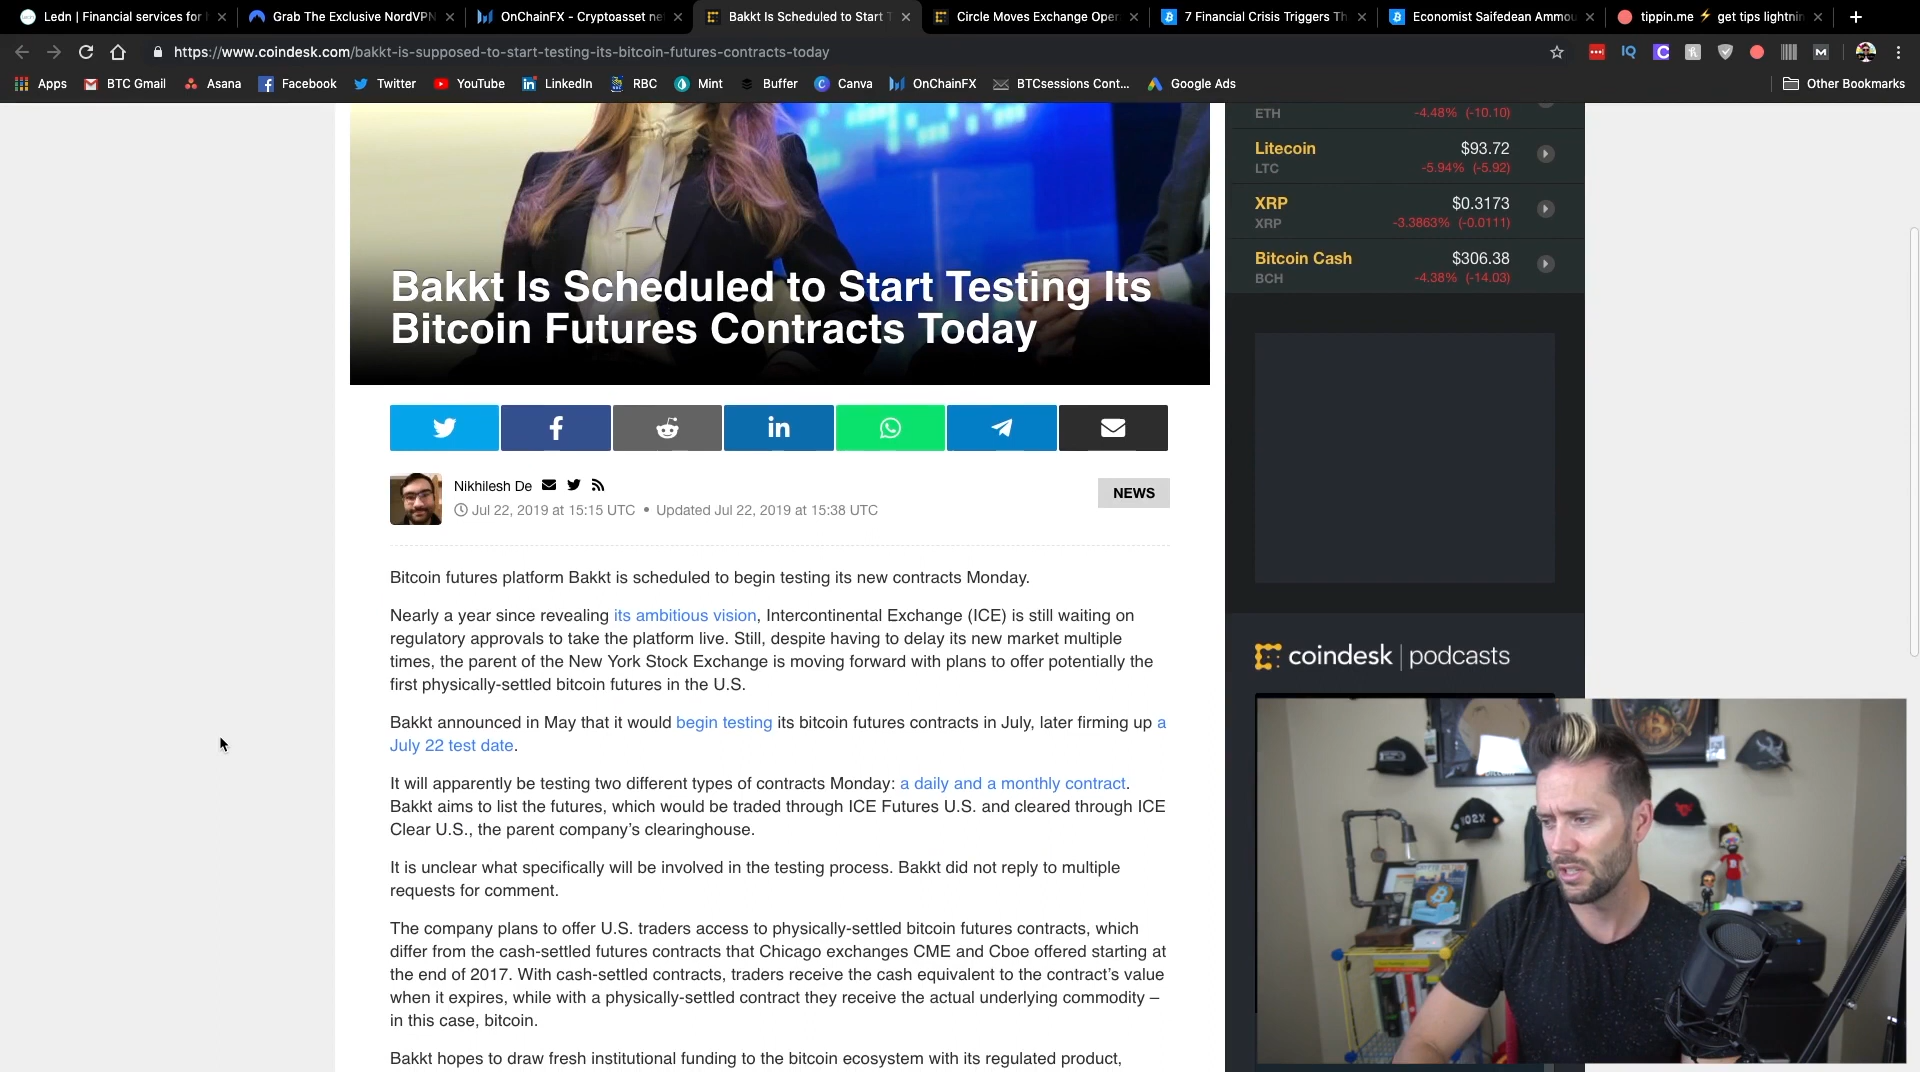 Ledn | Financial services for
Grab The Exclusive NordVPN
OnChainFX - Cryptoasset ne
Bakkt Is Scheduled to Start T
Circle Moves Exchange Oper
7 Financial Crisis Triggers Th
Economist Saifedean Ammou
tippin.me ⚡ get tips lightnin
https://www.coindesk.com/bakkt-is-supposed-to-start-testing-its-bitcoin-futures-contracts-today
Apps BTC Gmail Asana Facebook Twitter YouTube LinkedIn RBC Mint Buffer Canva OnChainFX BTCsessions Cont... Google Ads Other Bookmarks
ETH -4.48% (-10.10)
Litecoin $93.72
LTC -5.94% (-5.92)
XRP $0.3173
XRP -3.3863% (-0.0111)
Bitcoin Cash $306.38
BCH -4.38% (-14.03)
Bakkt Is Scheduled to Start Testing Its
Bitcoin Futures Contracts Today
Nikhilesh De
Jul 22, 2019 at 15:15 UTC • Updated Jul 22, 2019 at 15:38 UTC
NEWS
Bitcoin futures platform Bakkt is scheduled to begin testing its new contracts Monday.
Nearly a year since revealing its ambitious vision, Intercontinental Exchange (ICE) is still waiting on
regulatory approvals to take the platform live. Still, despite having to delay its new market multiple
times, the parent of the New York Stock Exchange is moving forward with plans to offer potentially the
first physically-settled bitcoin futures in the U.S.
Bakkt announced in May that it would begin testing its bitcoin futures contracts in July, later firming up a
July 22 test date.
It will apparently be testing two different types of contracts Monday: a daily and a monthly contract.
Bakkt aims to list the futures, which would be traded through ICE Futures U.S. and cleared through ICE
Clear U.S., the parent company’s clearinghouse.
It is unclear what specifically will be involved in the testing process. Bakkt did not reply to multiple
requests for comment.
The company plans to offer U.S. traders access to physically-settled bitcoin futures contracts, which
differ from the cash-settled futures contracts that Chicago exchanges CME and Cboe offered starting at
the end of 2017. With cash-settled contracts, traders receive the cash equivalent to the contract’s value
when it expires, while with a physically-settled contract they receive the actual underlying commodity –
in this case, bitcoin.
Bakkt hopes to draw fresh institutional funding to the bitcoin ecosystem with its regulated product,
coindesk | podcasts